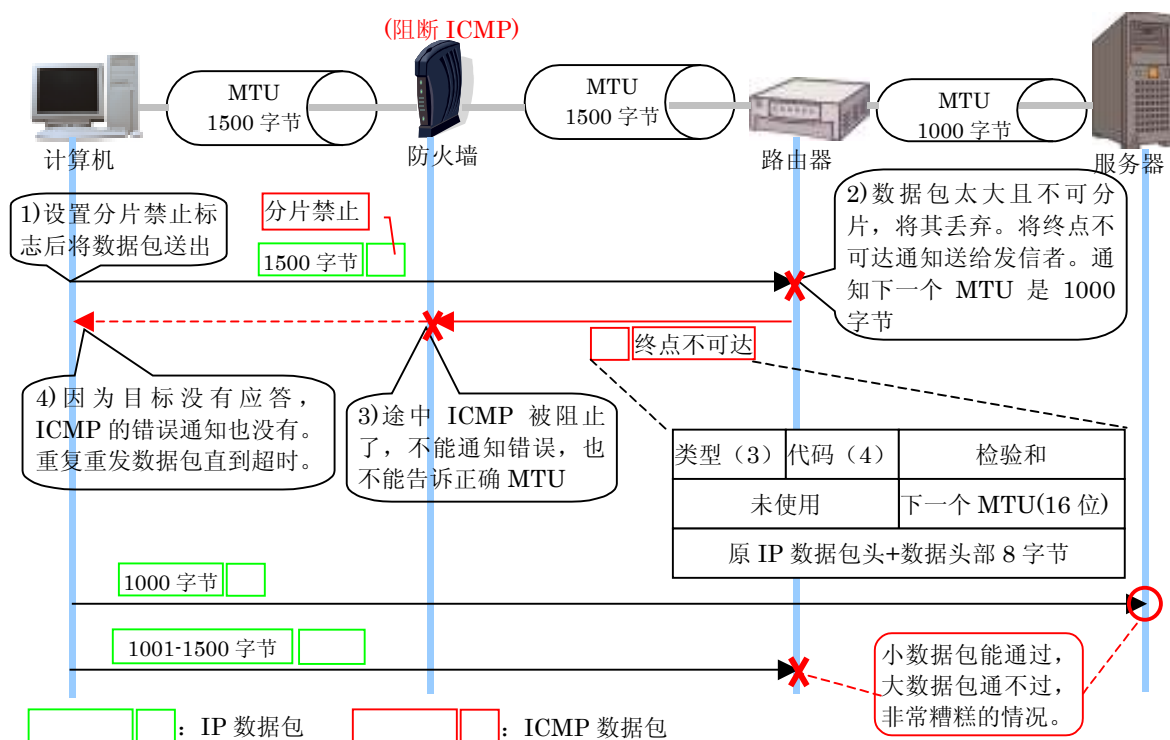 (阻断 ICMP)
MTU
1500 字节
MTU
1500 字节
MTU
1000 字节
计算机
防火墙
路由器
服务器
1)设置分片禁止标
志后将数据包送出
分片禁止
1500 字节
2)数据包太大且不可分
片，将其丢弃。将终点不
可达通知送给发信者。通
知下一个 MTU 是 1000
字节
终点不可达
4)因为目标没有应答，
ICMP 的错误通知也没有。
重复重发数据包直到超时。
3)途中 ICMP 被阻止
了，不能通知错误，也
不能告诉正确 MTU
类型（3） 代码（4） 检验和
未使用 下一个 MTU(16 位)
原 IP 数据包头+数据头部 8 字节
1000 字节
1001-1500 字节
小数据包能通过，
大数据包通不过，
非常糟糕的情况。
：IP 数据包
：ICMP 数据包